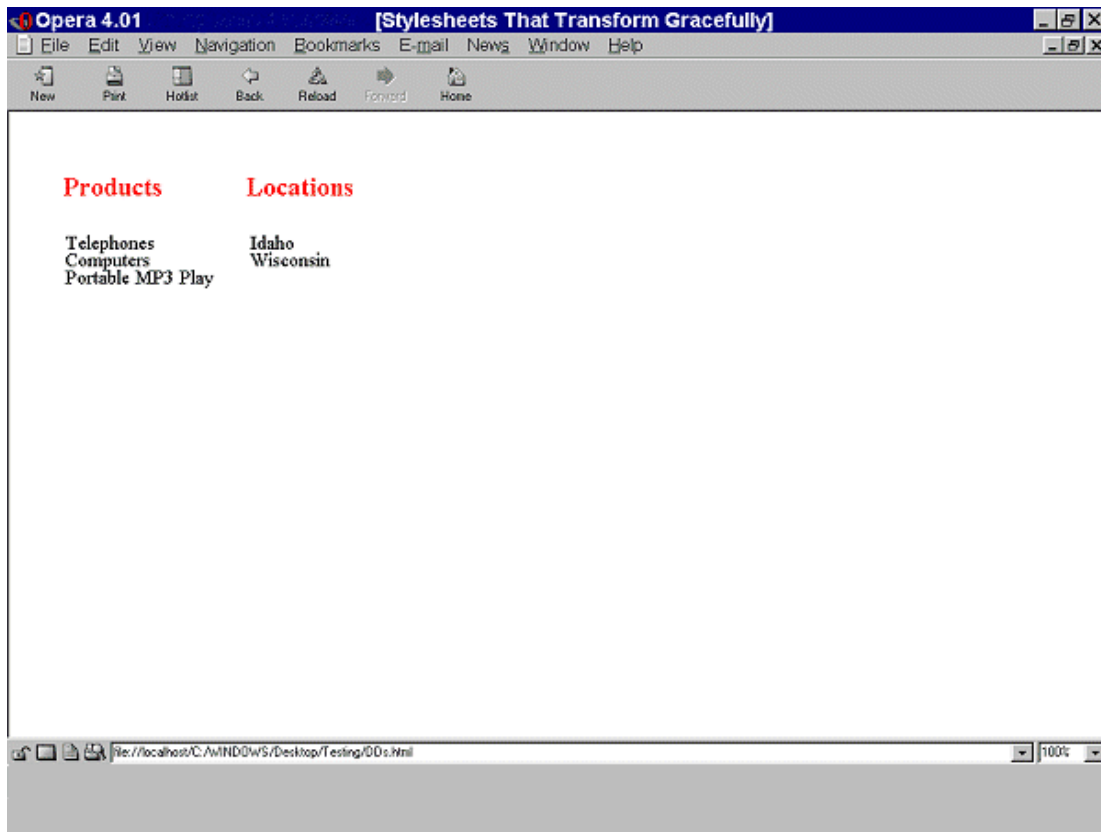 Opera 4.01 [Stylesheets That Transform Gracefully]
File Edit View Navigation Bookmarks E-mail News Window Help
New Print Hotlist Back Reload Forward Home
Products Locations
Telephones Idaho
Computers Wisconsin
Portable MP3 Play
file://localhost/C:/WINDOWS/Desktop/Testing/DDs.html 100%